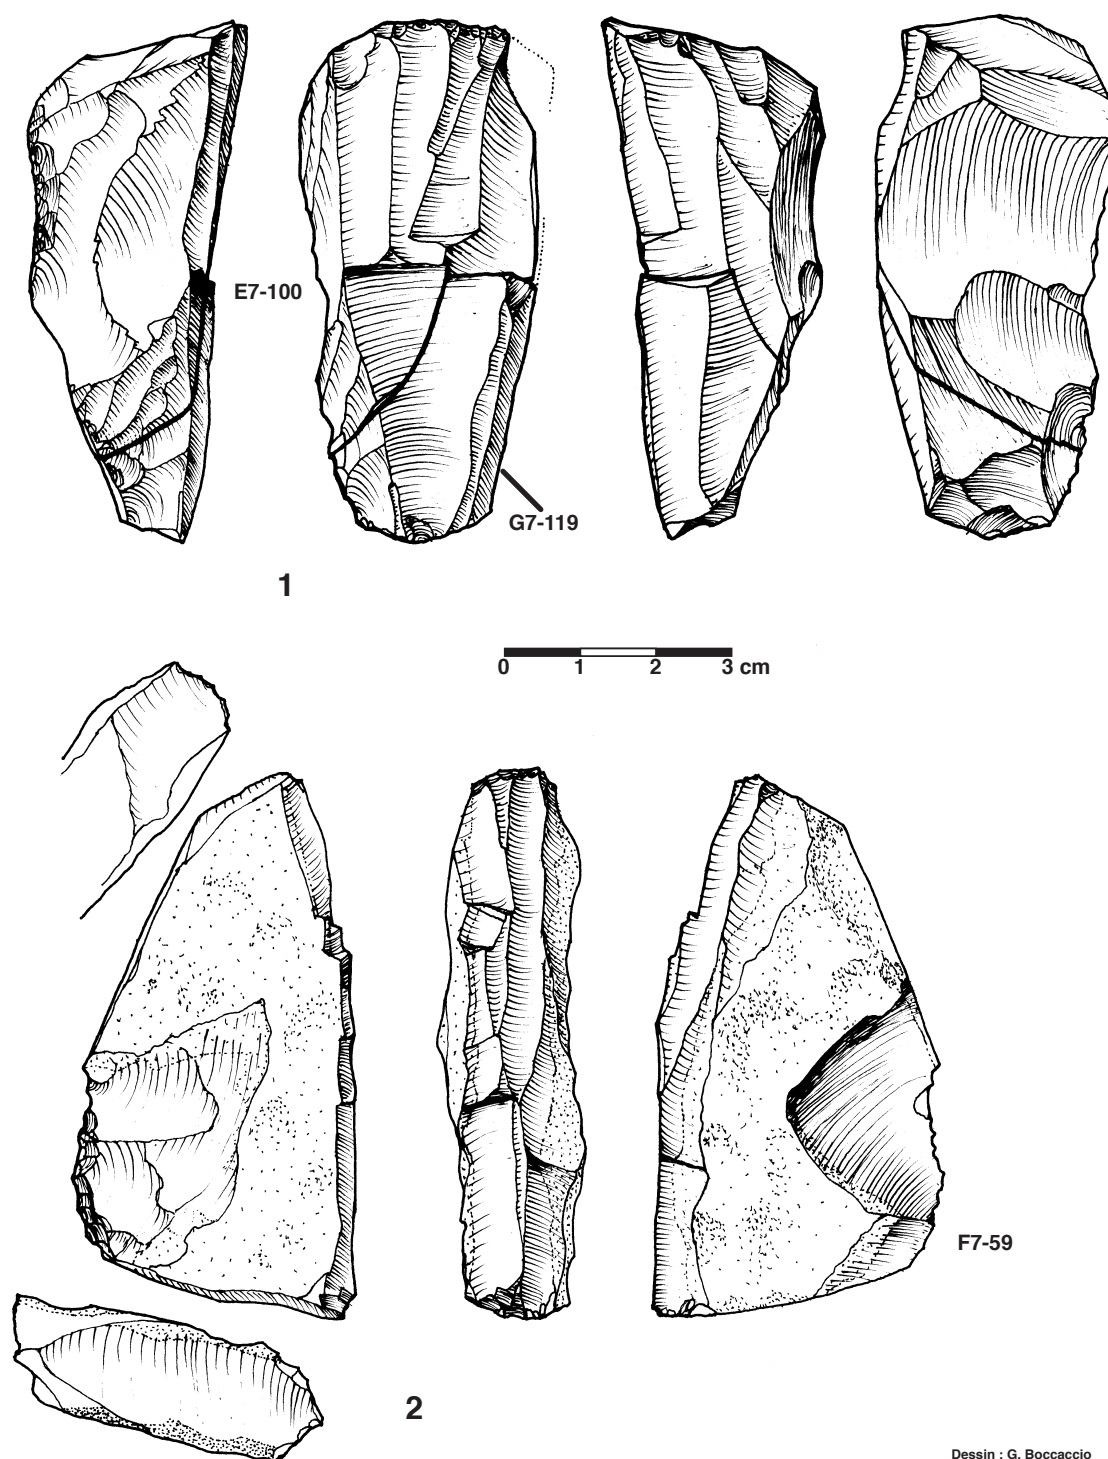 E7-100
G7-119
1
0 1 2 3 cm
F7-59
2
Dessin : G. Boccaccio